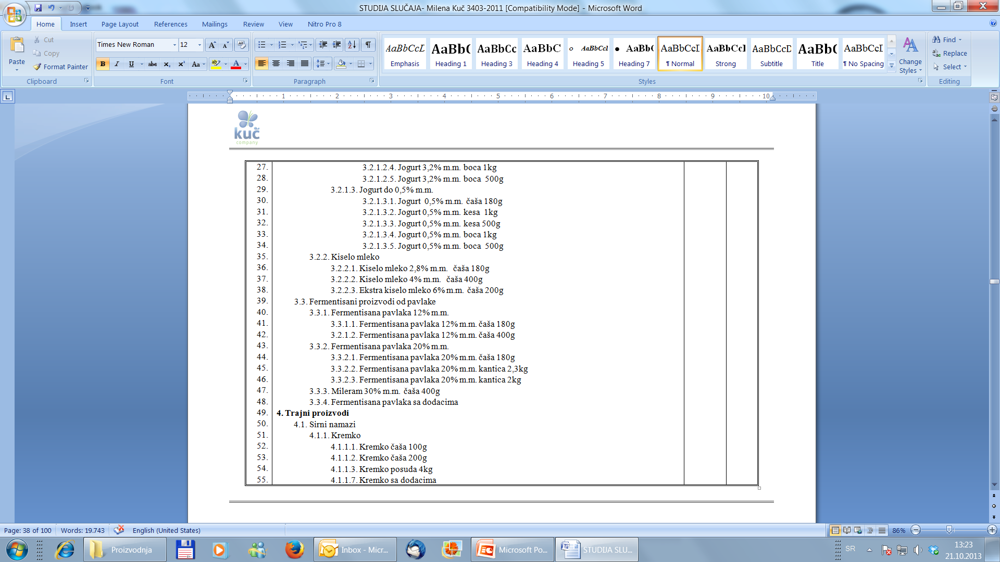 STUDIJA SLUČAJA- Milena Kuč 3403-2011 [Compatibility Mode] - Microsoft Word
Home Insert Page Layout References Mailings Review View Nitro Pro 8
Paste Cut Copy Format Painter Clipboard
Times New Roman 12
Font
Paragraph
AaBbCcL AaBbC AaBbCc AaBbC AaBbCcI AaBbC AaBbCcI AaBbCcI AaBbCcD AaBbC AaBbCcI
Emphasis Heading 1 Heading 3 Heading 4 Heading 5 Heading 7 ¶ Normal Strong Subtitle Title ¶ No Spacing
Change Styles
Styles
Find
Replace
Select
Editing
1 2 3 4 5 6 7 8 9 10
kuč
company
27. 3.2.1.2.4. Jogurt 3,2% m.m. boca 1kg
28. 3.2.1.2.5. Jogurt 3,2% m.m. boca 500g
29. 3.2.1.3. Jogurt do 0,5% m.m.
30. 3.2.1.3.1. Jogurt 0,5% m.m. čaša 180g
31. 3.2.1.3.2. Jogurt 0,5% m.m. kesa 1kg
32. 3.2.1.3.3. Jogurt 0,5% m.m. kesa 500g
33. 3.2.1.3.4. Jogurt 0,5% m.m. boca 1kg
34. 3.2.1.3.5. Jogurt 0,5% m.m. boca 500g
35. 3.2.2. Kiselo mleko
36. 3.2.2.1. Kiselo mleko 2,8% m.m. čaša 180g
37. 3.2.2.2. Kiselo mleko 4% m.m. čaša 400g
38. 3.2.2.3. Ekstra kiselo mleko 6% m.m. čaša 200g
39. 3.3. Fermentisani proizvodi od pavlake
40. 3.3.1. Fermentisana pavlaka 12% m.m.
41. 3.3.1.1. Fermentisana pavlaka 12% m.m. čaša 180g
42. 3.2.1.2. Fermentisana pavlaka 12% m.m. čaša 400g
43. 3.3.2. Fermentisana pavlaka 20% m.m.
44. 3.3.2.1. Fermentisana pavlaka 20% m.m. čaša 180g
45. 3.3.2.2. Fermentisana pavlaka 20% m.m. kantica 2,3kg
46. 3.3.2.3. Fermentisana pavlaka 20% m.m. kantica 2kg
47. 3.3.3. Mileram 30% m.m. čaša 400g
48. 3.3.4. Fermentisana pavlaka sa dodacima
49. 4. Trajni proizvodi
50. 4.1. Sirni namazi
51. 4.1.1. Kremko
52. 4.1.1.1. Kremko čaša 100g
53. 4.1.1.2. Kremko čaša 200g
54. 4.1.1.3. Kremko posuda 4kg
55. 4.1.1.7. Kremko sa dodacima
Page: 38 of 100 Words: 19.743 English (United States) 86%
Proizvodnja Inbox - Micr... Microsoft Po... STUDIJA SLU... SR 13:23
21.10.2013